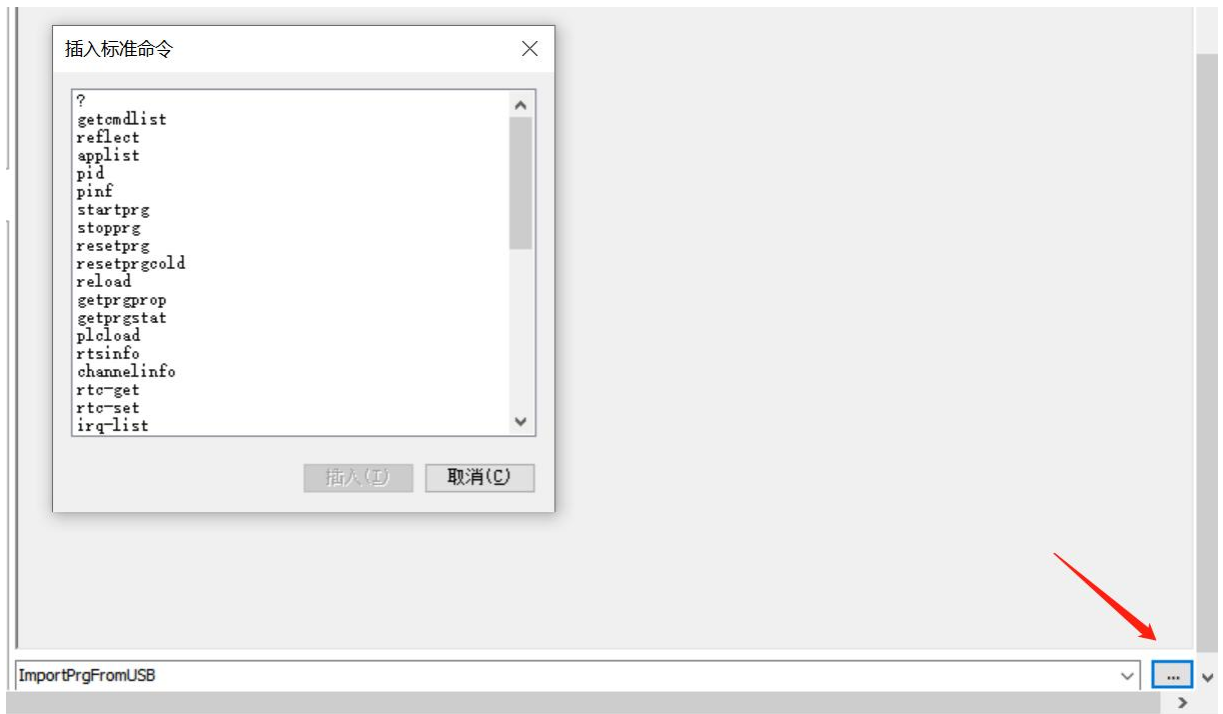 插入标准命令
?
getcmdlist
reflect
applist
pid
pinf
startprg
stopprg
resetprg
resetprgcold
reload
getprgprop
getprgstat
plcload
rtsinfo
channelinfo
rtc-get
rtc-set
irq-list
插入(I)
取消(C)
ImportPrgFromUSB
...